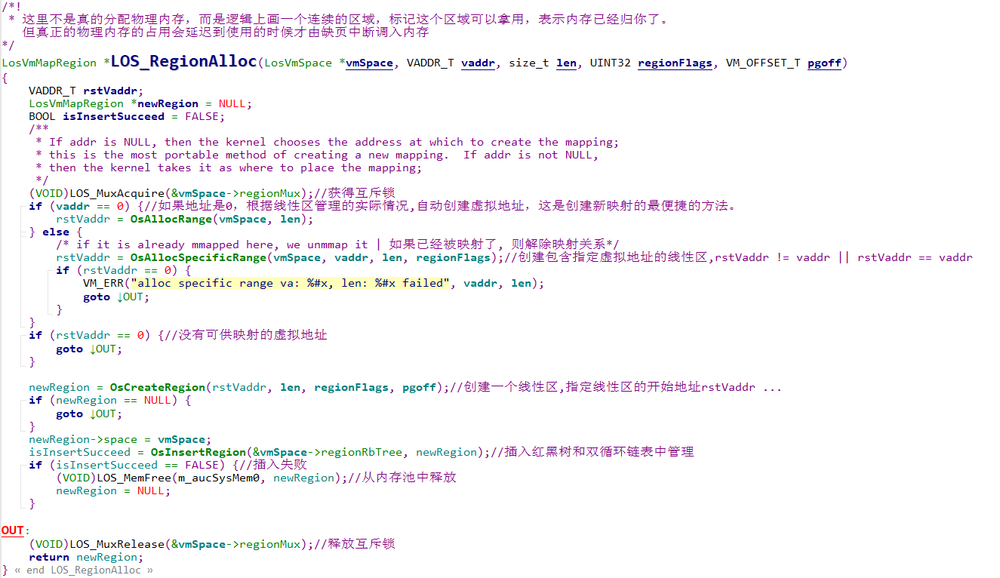 /*!
 * 这里不是真的分配物理内存，而是逻辑上画一个连续的区域，标记这个区域可以拿用，表示内存已经归你了。
   但真正的物理内存的占用会延迟到使用的时候才由缺页中断调入内存
*/
LosVmMapRegion *LOS_RegionAlloc(LosVmSpace *vmSpace, VADDR_T vaddr, size_t len, UINT32 regionFlags, VM_OFFSET_T pgoff)
{
    VADDR_T rstVaddr;
    LosVmMapRegion *newRegion = NULL;
    BOOL isInsertSucceed = FALSE;
    /**
     * If addr is NULL, then the kernel chooses the address at which to create the mapping;
     * this is the most portable method of creating a new mapping.  If addr is not NULL,
     * then the kernel takes it as where to place the mapping;
     */
    (VOID)LOS_MuxAcquire(&vmSpace->regionMux);//获得互斥锁
    if (vaddr == 0) {//如果地址是0，根据线性区管理的实际情况,自动创建虚拟地址，这是创建新映射的最便捷的方法。
        rstVaddr = OsAllocRange(vmSpace, len);
    } else {
        /* if it is already mmapped here, we unmmap it | 如果已经被映射了，则解除映射关系*/
        rstVaddr = OsAllocSpecificRange(vmSpace, vaddr, len, regionFlags);//创建包含指定虚拟地址的线性区,rstVaddr != vaddr || rstVaddr == vaddr
        if (rstVaddr == 0) {
            VM_ERR("alloc specific range va: %#x, len: %#x failed", vaddr, len);
            goto ↓OUT;
        }
    }
    if (rstVaddr == 0) {//没有可供映射的虚拟地址
        goto ↓OUT;
    }

    newRegion = OsCreateRegion(rstVaddr, len, regionFlags, pgoff);//创建一个线性区,指定线性区的开始地址rstVaddr ...
    if (newRegion == NULL) {
        goto ↓OUT;
    }
    newRegion->space = vmSpace;
    isInsertSucceed = OsInsertRegion(&vmSpace->regionRbTree, newRegion);//插入红黑树和双循环链表中管理
    if (isInsertSucceed == FALSE) {//插入失败
        (VOID)LOS_MemFree(m_aucSysMem0, newRegion);//从内存池中释放
        newRegion = NULL;
    }

OUT:
    (VOID)LOS_MuxRelease(&vmSpace->regionMux);//释放互斥锁
    return newRegion;
} « end LOS_RegionAlloc »